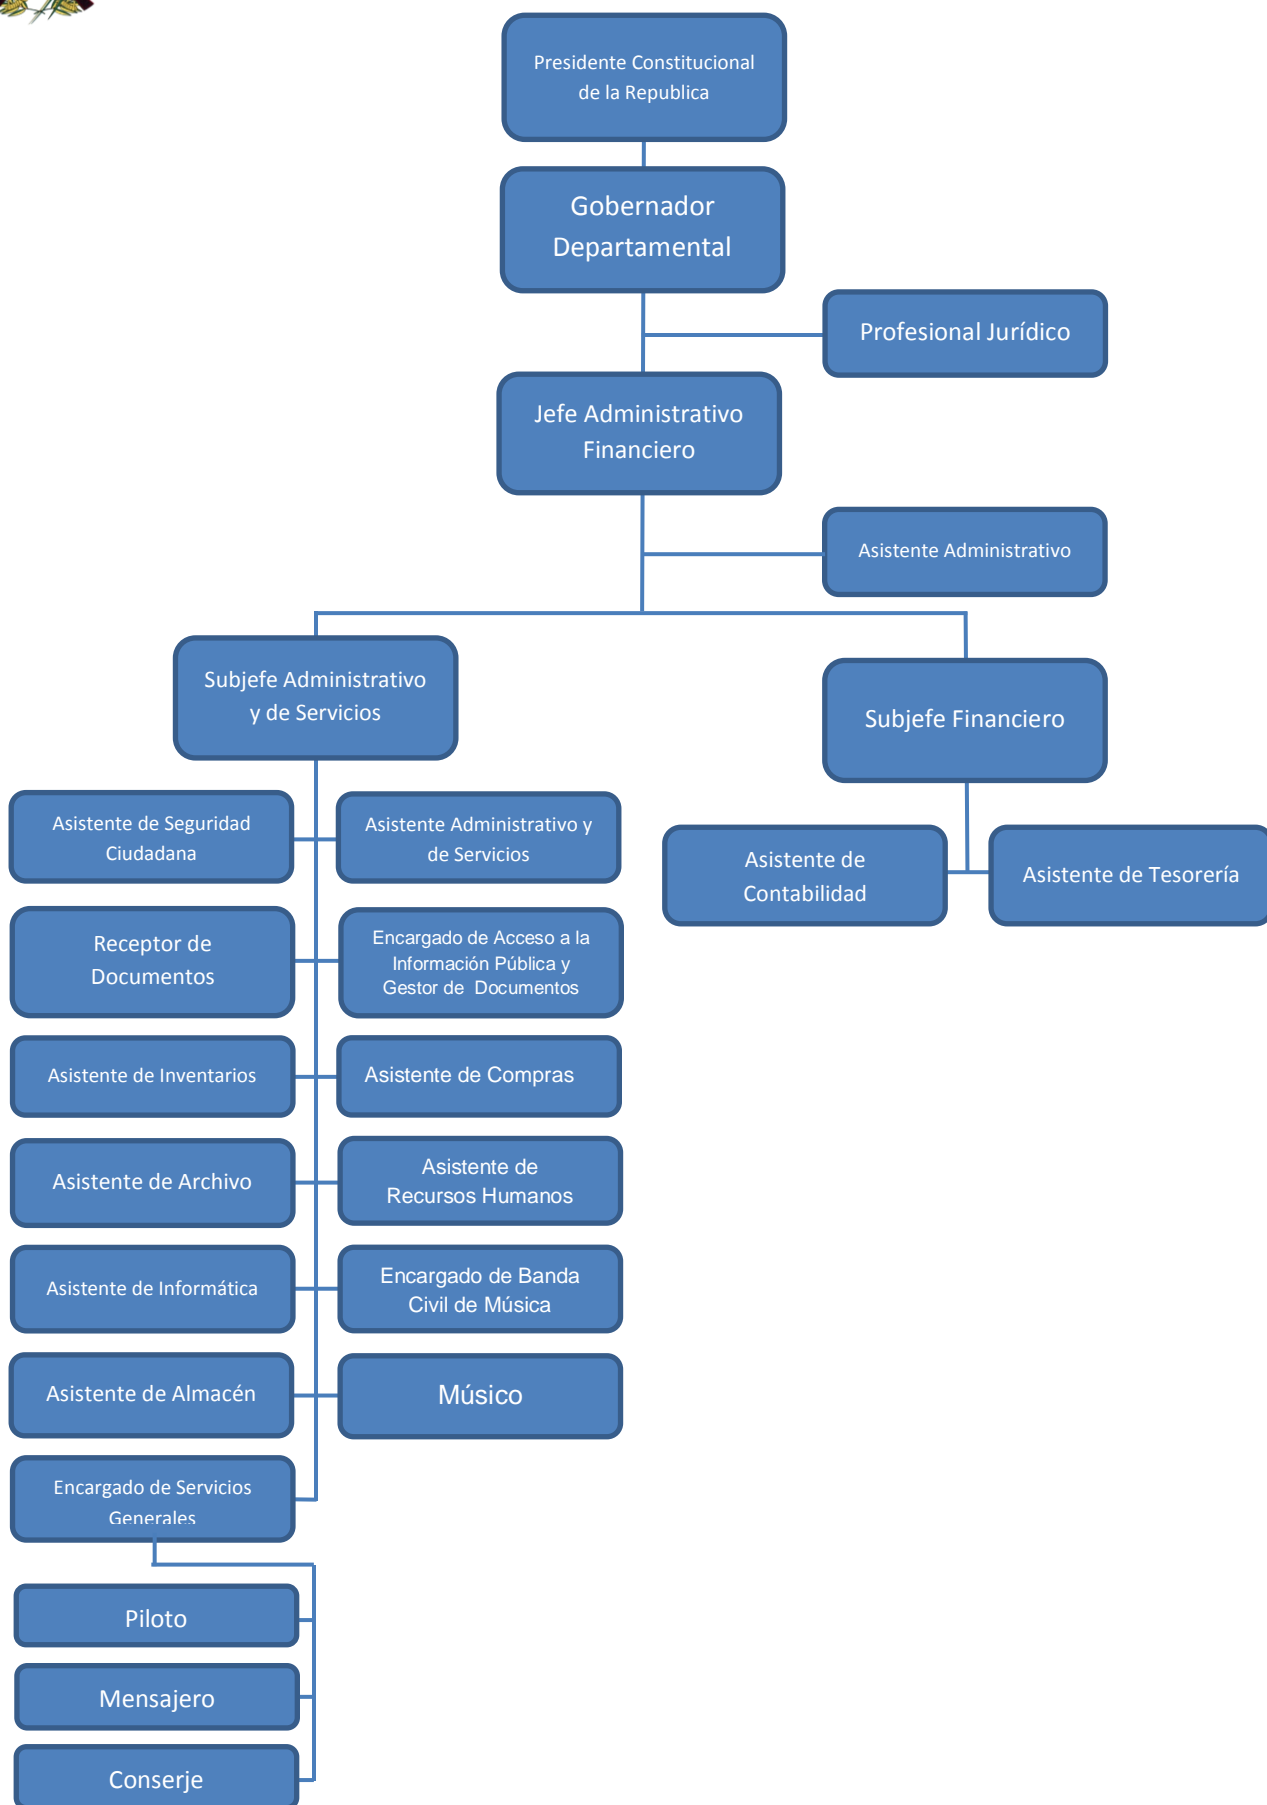 Presidente Constitucional
de la Republica
Gobernador
Departamental
Profesional Jurídico
Jefe Administrativo
Financiero
Asistente Administrativo
Subjefe Administrativo
y de Servicios
Subjefe Financiero
Asistente de Seguridad
Ciudadana
Asistente Administrativo y
de Servicios
Asistente de
Contabilidad
Asistente de Tesorería
Receptor de
Documentos
Encargado de Acceso a la
Información Pública y
Gestor de  Documentos
Asistente de Inventarios
Asistente de Compras
Asistente de Archivo
Asistente de
Recursos Humanos
Asistente de Informática
Encargado de Banda
Civil de Música
Asistente de Almacén
Músico
Encargado de Servicios
Generales
Piloto
Mensajero
Conserje